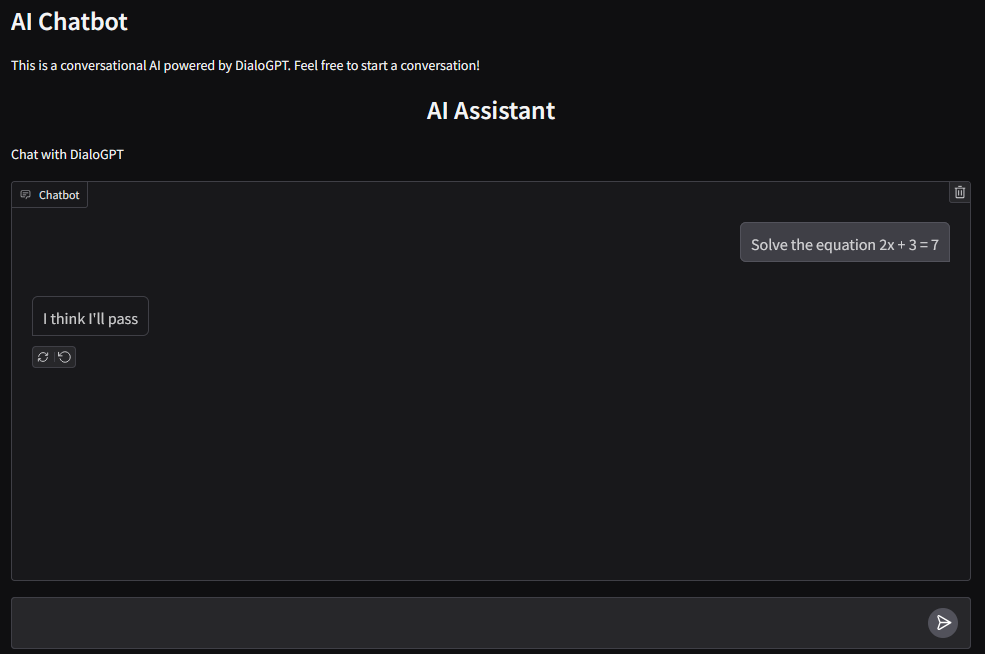 AI Chatbot
This is a conversational AI powered by DialoGPT. Feel free to start a conversation!
AI Assistant
Chat with DialoGPT
Chatbot
Solve the equation 2x + 3 = 7
I think I'll pass